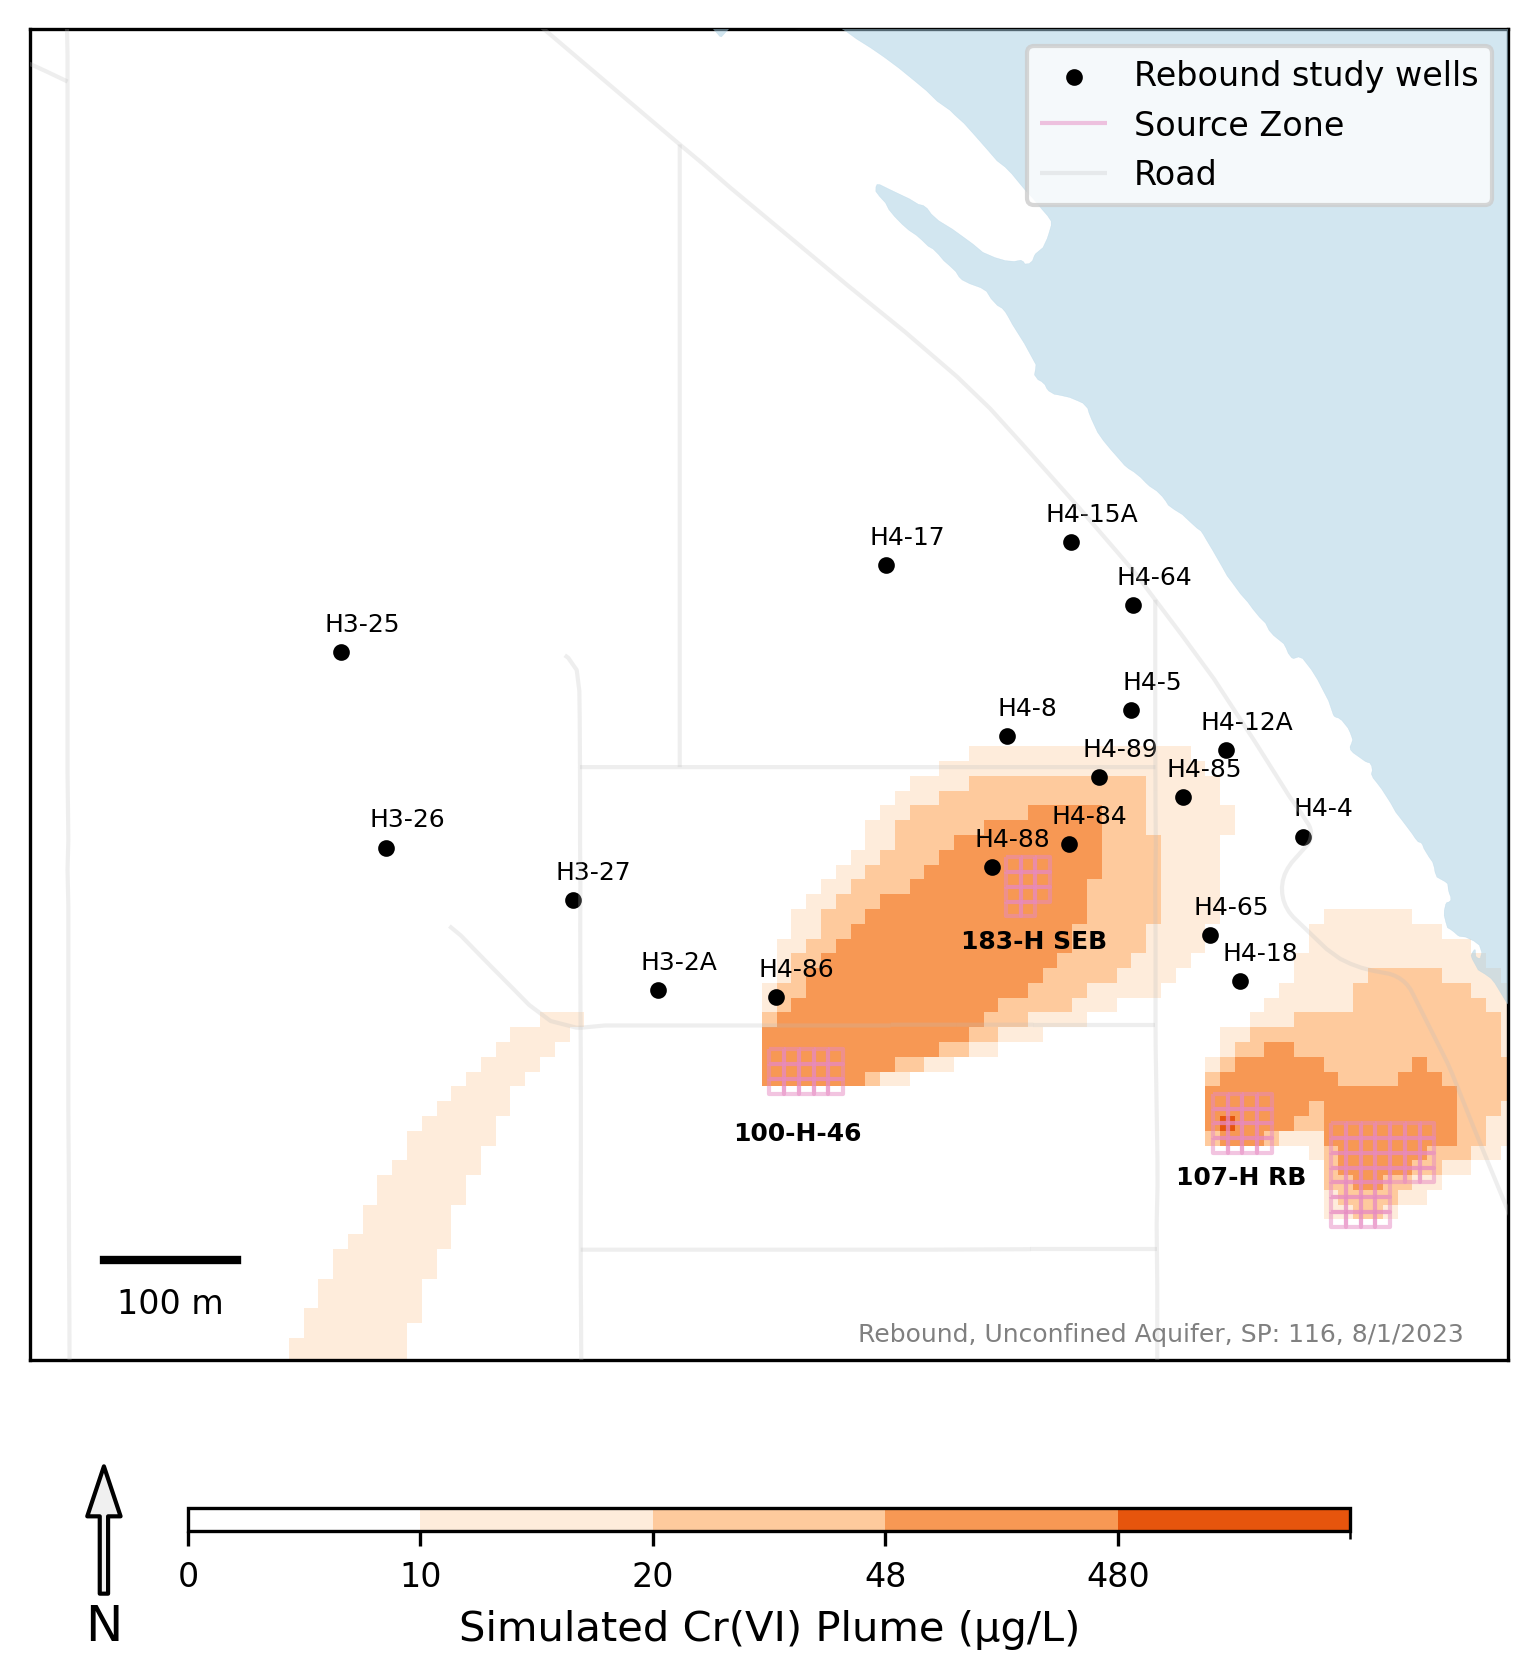 Rebound study wells
Source Zone
Road
H4-15A
H4-17
H4-64
H3-25
H4-5
H4-8
H4-12A
H4-89
H4-85
H4-4
H4-84
H3-26
H4-88
H3-27
H4-65
183-H SEB
H4-18
H3-2A
H4-86
100-H-46
107-H RB
100 m
Rebound, Unconfined Aquifer, SP: 116, 8/1/2023
0 10 20 48 480
N
Simulated Cr(VI) Plume (µg/L)